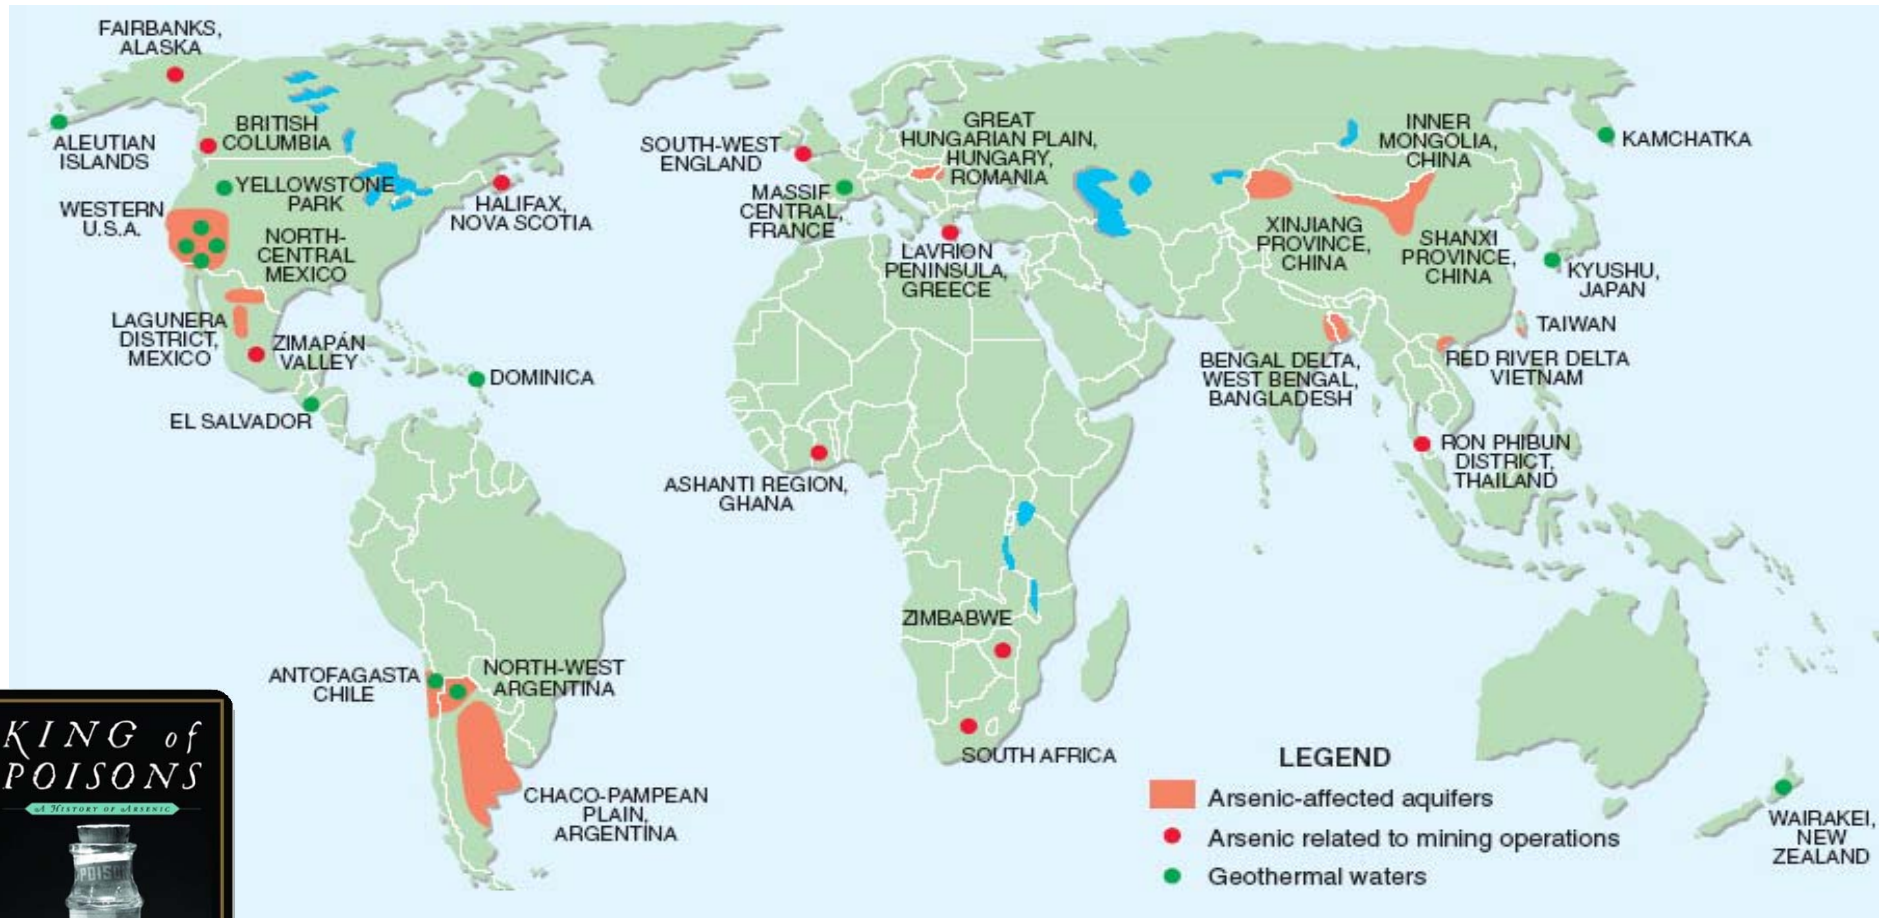 FAIRBANKS,
ALASKA
ALEUTIAN
ISLANDS
BRITISH
COLUMBIA
YELLOWSTONE
PARK
HALIFAX,
NOVA SCOTIA
WESTERN
U.S.A.
NORTH-
CENTRAL
MEXICO
LAGUNERA
DISTRICT,
MEXICO
ZIMAPÁN
VALLEY
DOMINICA
EL SALVADOR
ANTOFAGASTA
CHILE
NORTH-WEST
ARGENTINA
CHACO-PAMPEAN
PLAIN,
ARGENTINA
SOUTH-WEST
ENGLAND
MASSIF
CENTRAL,
FRANCE
GREAT
HUNGARIAN PLAIN,
HUNGARY,
ROMANIA
LAVRION
PENINSULA,
GREECE
ASHANTI REGION,
GHANA
ZIMBABWE
SOUTH AFRICA
INNER
MONGOLIA,
CHINA
KAMCHATKA
XINJIANG
PROVINCE,
CHINA
SHANXI
PROVINCE,
CHINA
KYUSHU,
JAPAN
TAIWAN
BENGAL DELTA,
WEST BENGAL,
BANGLADESH
RED RIVER DELTA
VIETNAM
RON PHIBUN
DISTRICT,
THAILAND
WAIRAKEI,
NEW
ZEALAND
LEGEND
Arsenic-affected aquifers
Arsenic related to mining operations
Geothermal waters
KING of
POISONS
A HISTORY OF ARSENIC
POISON